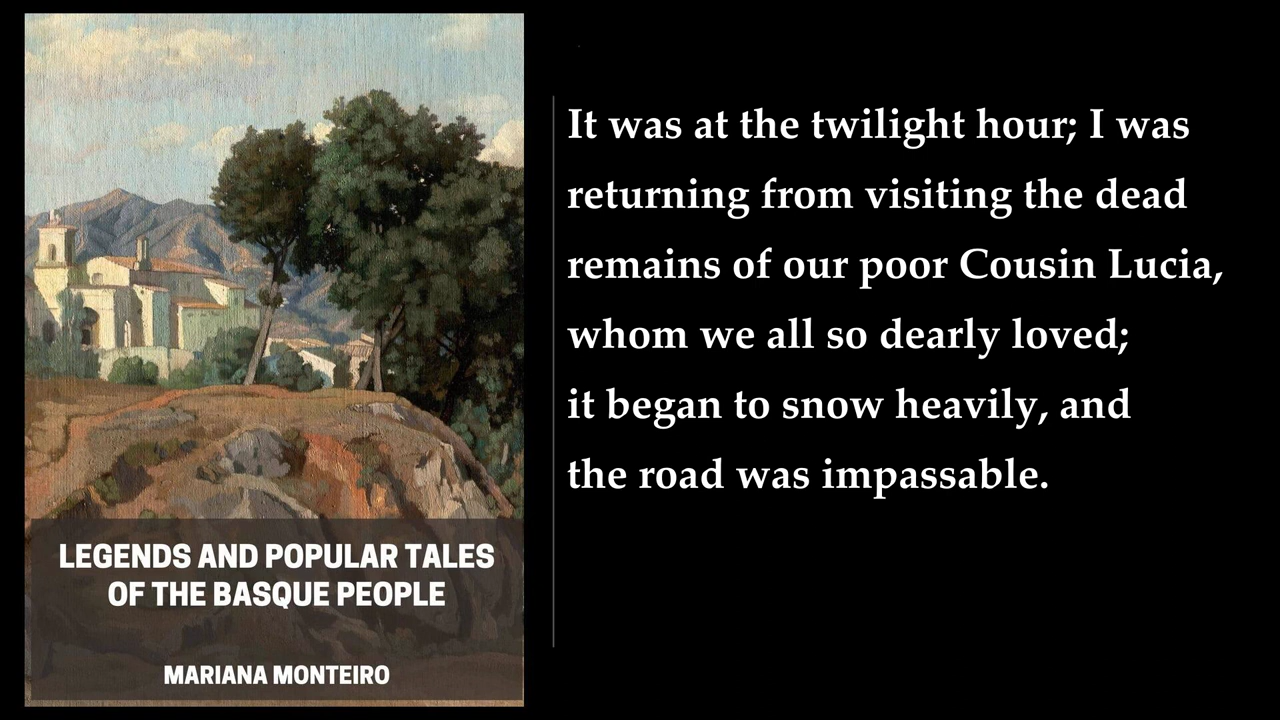 LEGENDS AND POPULAR TALES
OF THE BASQUE PEOPLE
MARIANA MONTEIRO
It was at the twilight hour; I was
returning from visiting the dead
remains of our poor Cousin Lucia,
whom we all so dearly loved;
it began to snow heavily, and
the road was impassable.